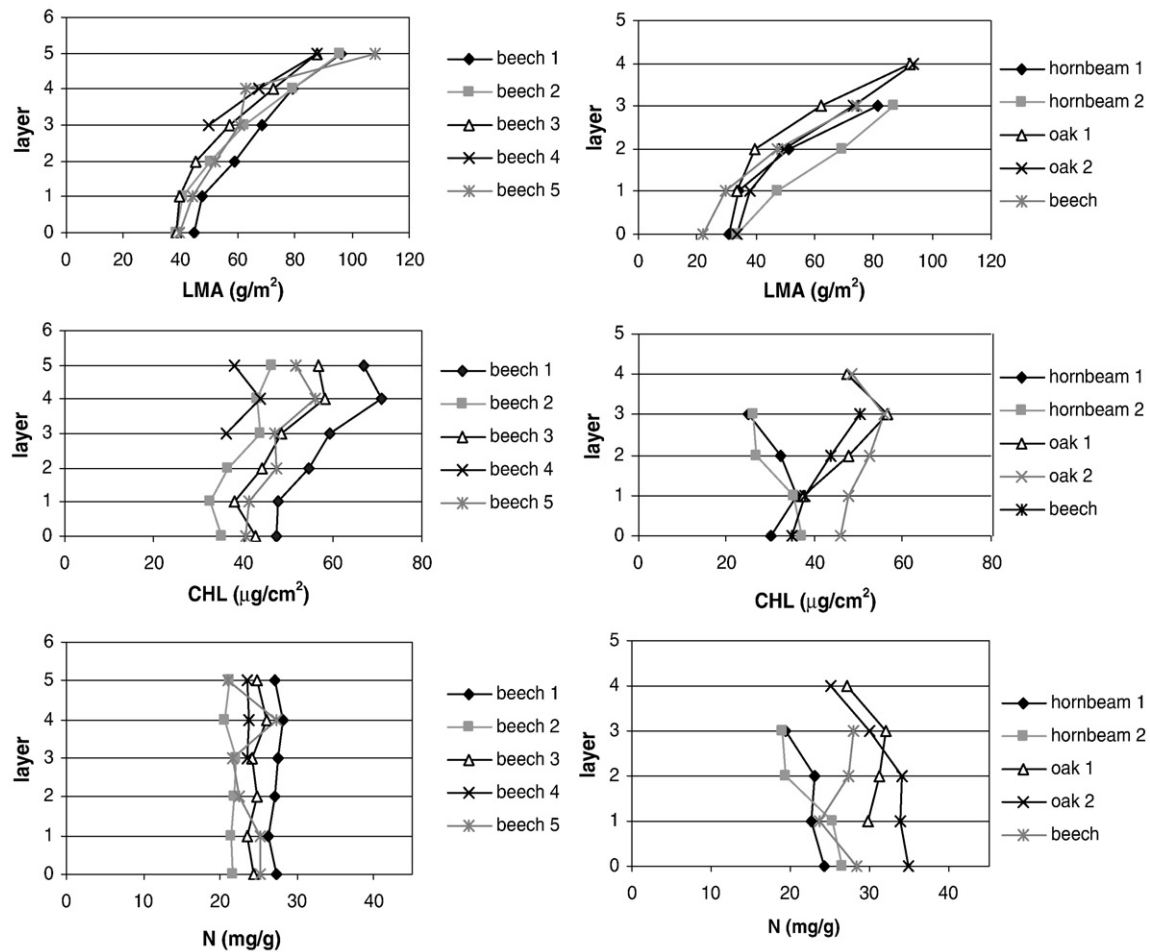 6
5
4
3
2
1
0
layer
0 20 40 60 80 100 120
LMA (g/m²)
beech 1
beech 2
beech 3
beech 4
beech 5
5
4
3
2
1
0
layer
0 20 40 60 80 100 120
LMA (g/m²)
hornbeam 1
hornbeam 2
oak 1
oak 2
beech
6
5
4
3
2
1
0
layer
0 20 40 60 80
CHL (µg/cm²)
beech 1
beech 2
beech 3
beech 4
beech 5
5
4
3
2
1
0
layer
0 20 40 60 80
CHL (µg/cm²)
hornbeam 1
hornbeam 2
oak 1
oak 2
beech
6
5
4
3
2
1
0
layer
0 10 20 30 40
N (mg/g)
beech 1
beech 2
beech 3
beech 4
beech 5
5
4
3
2
1
0
layer
0 10 20 30 40
N (mg/g)
hornbeam 1
hornbeam 2
oak 1
oak 2
beech